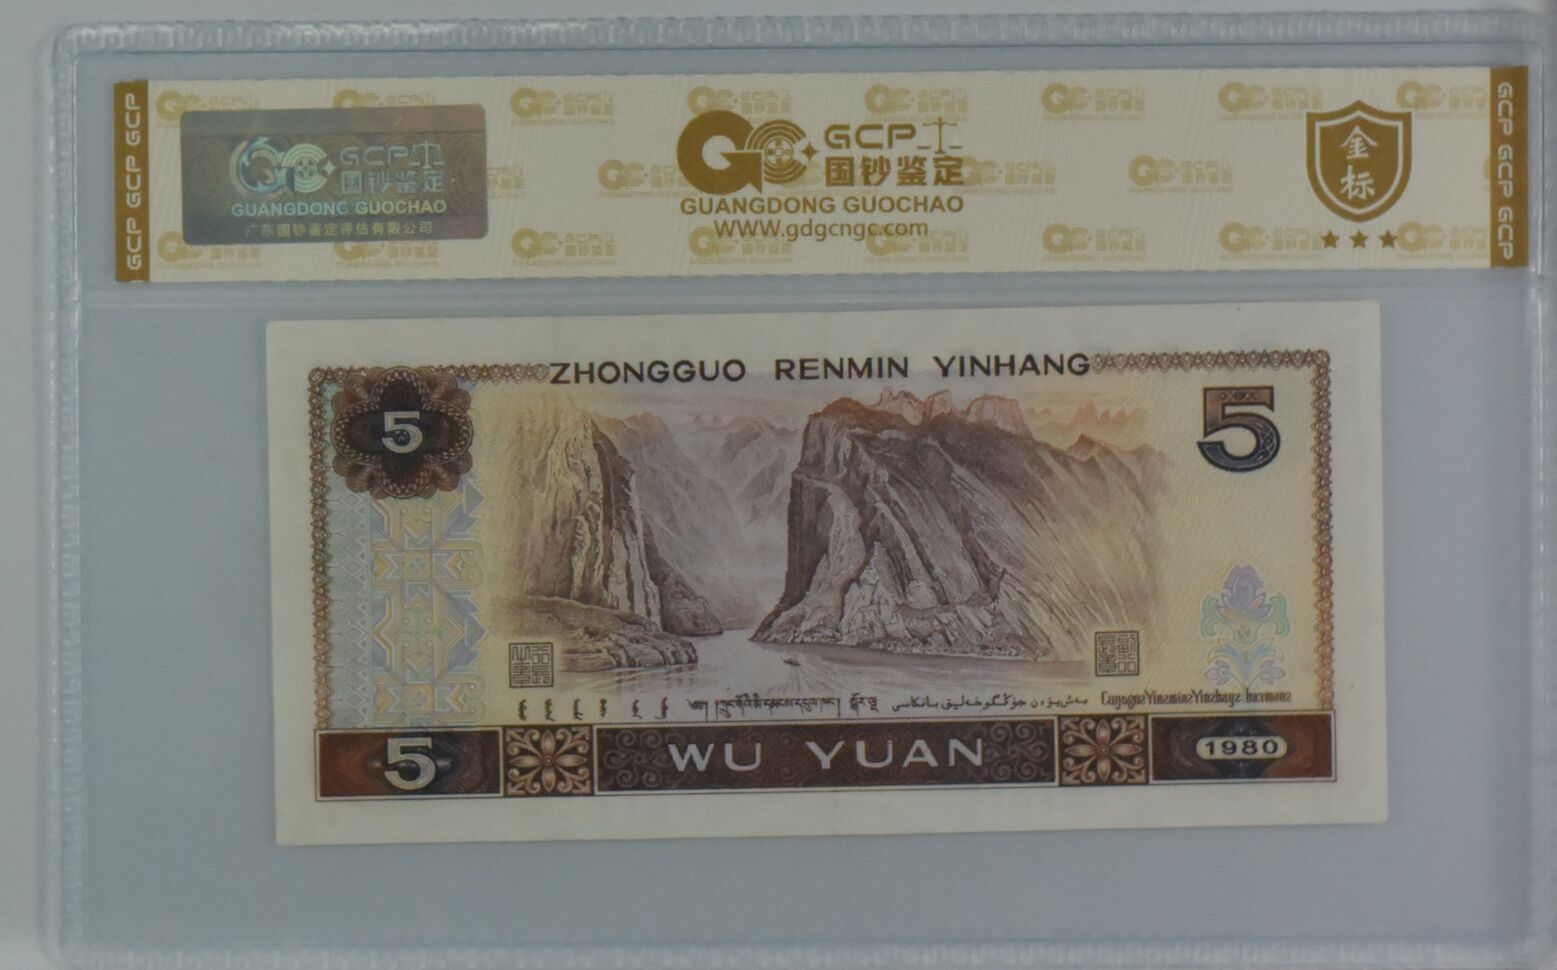 GCP GCP GCP
GCP
国钞鉴定
GUANGDONG GUOCHAO
广东国钞鉴定评估有限公司
GCP
国钞鉴定
GUANGDONG GUOCHAO
WWW.gdgcngc.com
金标
GCP GCP GCP
ZHONGGUO RENMIN YINHANG
5
5
5
WU YUAN
1980